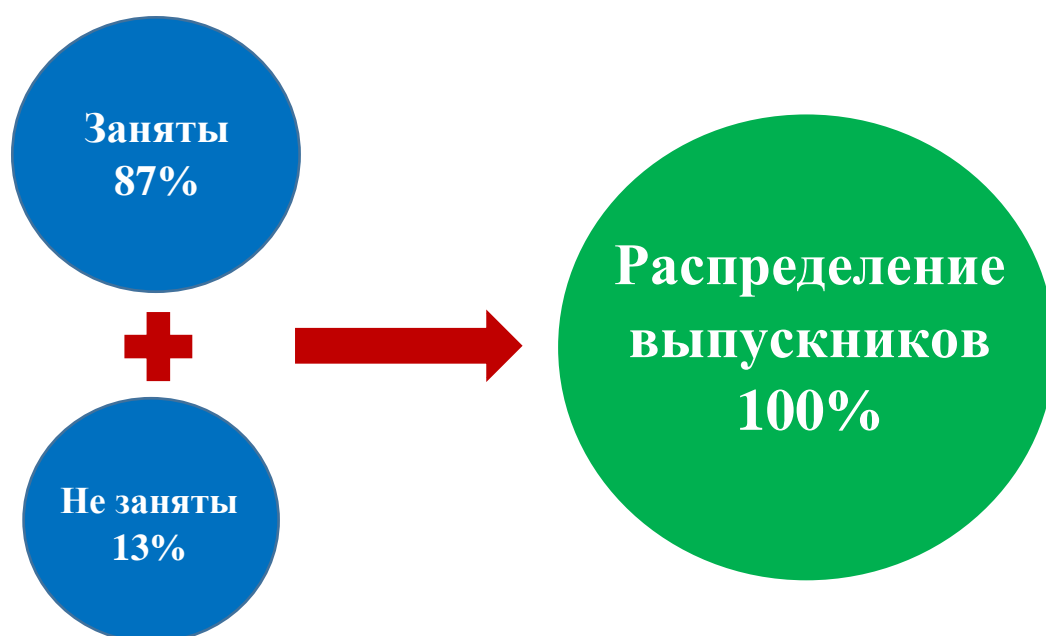 Заняты
87%
Не заняты
13%
Распределение
выпускников
100%